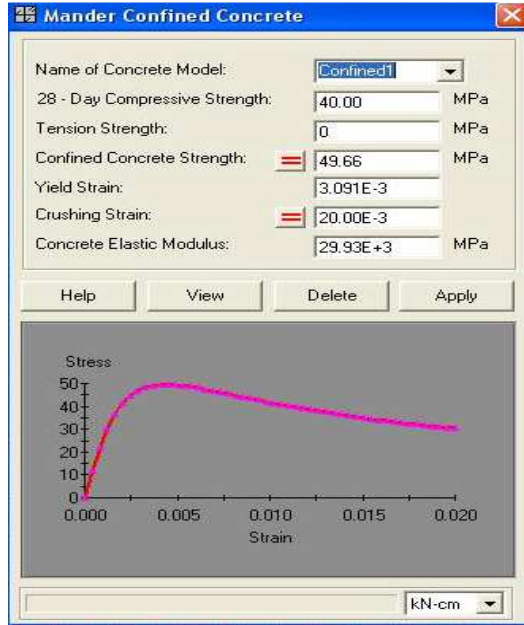 Mander Confined Concrete
Name of Concrete Model: Confined1
28 - Day Compressive Strength: 40.00 MPa
Tension Strength: 0 MPa
Confined Concrete Strength: 49.66 MPa
Yield Strain: 3.091E-3
Crushing Strain: 20.00E-3
Concrete Elastic Modulus: 29.93E+3 MPa
Help View Delete Apply
Stress
50
40
30
20
10
0
0.000 0.005 0.010 0.015 0.020
Strain
kN-cm